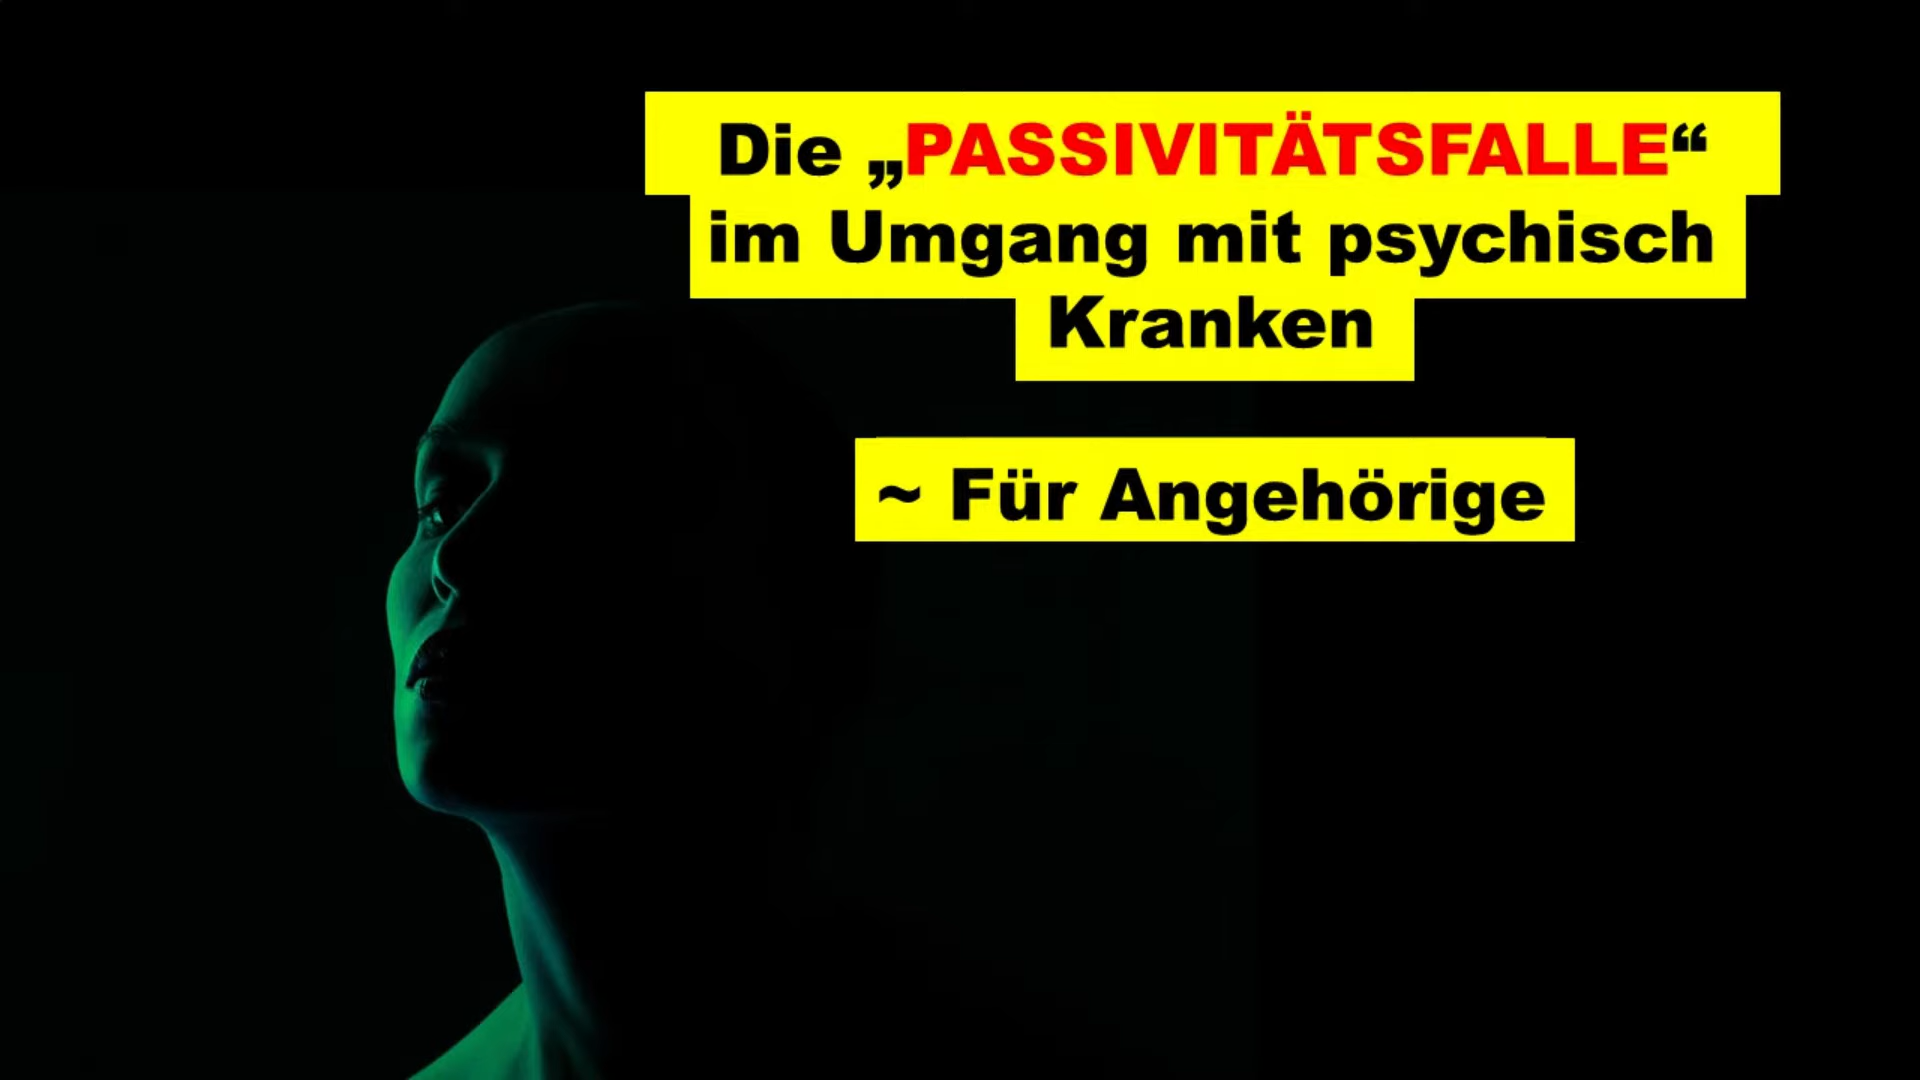 Die „PASSIVITÄTSFALLE“
im Umgang mit psychisch
Kranken
~ Für Angehörige